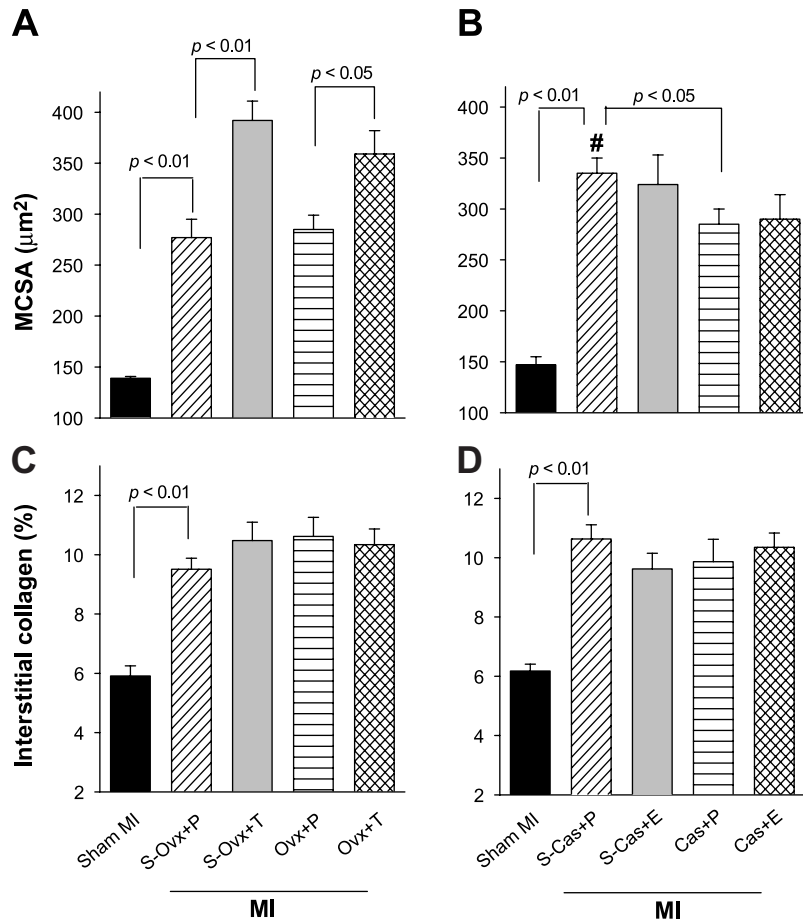 A
p < 0.01
p < 0.01
p < 0.05
400
350
300
250
200
150
100
MCSA (µm²)
B
p < 0.01
p < 0.05
#
400
350
300
250
200
150
100
C
p < 0.01
12
10
8
6
4
2
Interstitial collagen (%)
Sham MI
S-Ovx+P
S-Ovx+T
Ovx+P
Ovx+T
MI
D
p < 0.01
12
10
8
6
4
2
Sham MI
S-Cas+P
S-Cas+E
Cas+P
Cas+E
MI